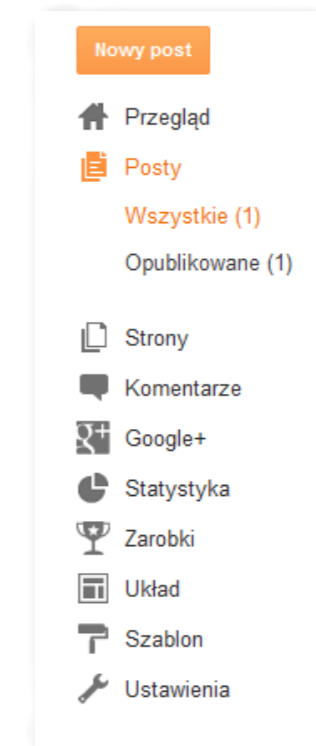 Nowy post
Przegląd
Posty
Wszystkie (1)
Opublikowane (1)
Strony
Komentarze
Google+
Statystyka
Zarobki
Układ
Szablon
Ustawienia